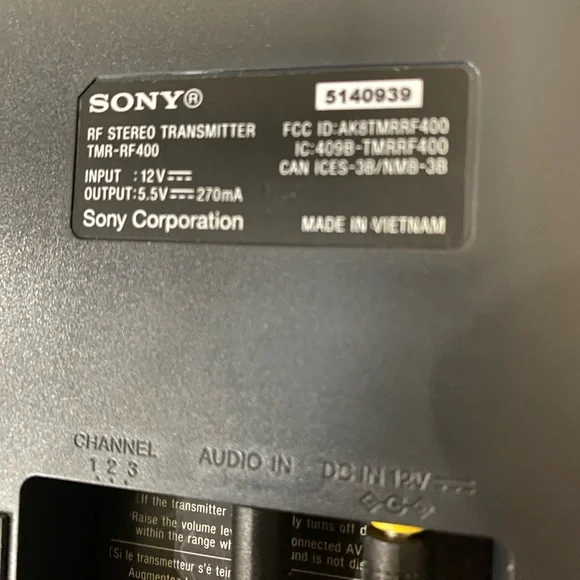 SONY®
5140939
RF STEREO TRANSMITTER
TMR-RF400
FCC ID:AK8TMRRF400
IC:409B-TMRRF400
CAN ICES-3B/NMB-3B
INPUT :12V⎓
OUTPUT:5.5V⎓270mA
Sony Corporation
MADE IN VIETNAM
CHANNEL
1 2 3
AUDIO IN
DC IN 12V⎓
If the transmitter
ly turns off
Raise the volume
within the range
onnected AV
und is not
Si le transmetteur s'é